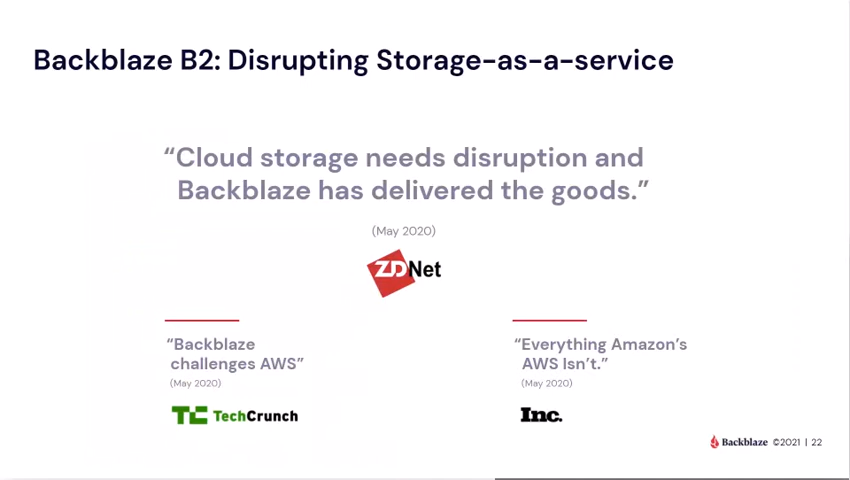 Backblaze B2: Disrupting Storage-as-a-service
“Cloud storage needs disruption and
Backblaze has delivered the goods.”
(May 2020)
ZDNet
“Backblaze
challenges AWS”
(May 2020)
TC TechCrunch
“Everything Amazon’s
AWS Isn’t.”
(May 2020)
Inc.
Backblaze ©2021 | 22